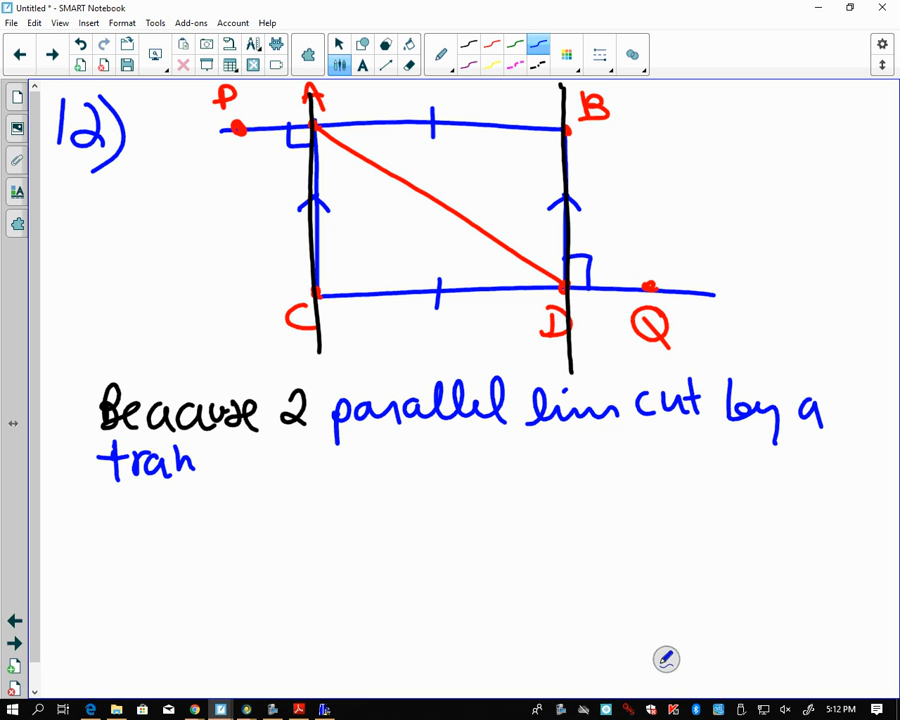 Untitled * - SMART Notebook
File Edit View Insert Format Tools Add-ons Account Help
12)
P A B
C D Q
Beacause 2 parallel lins cut by a
tran
5:12 PM